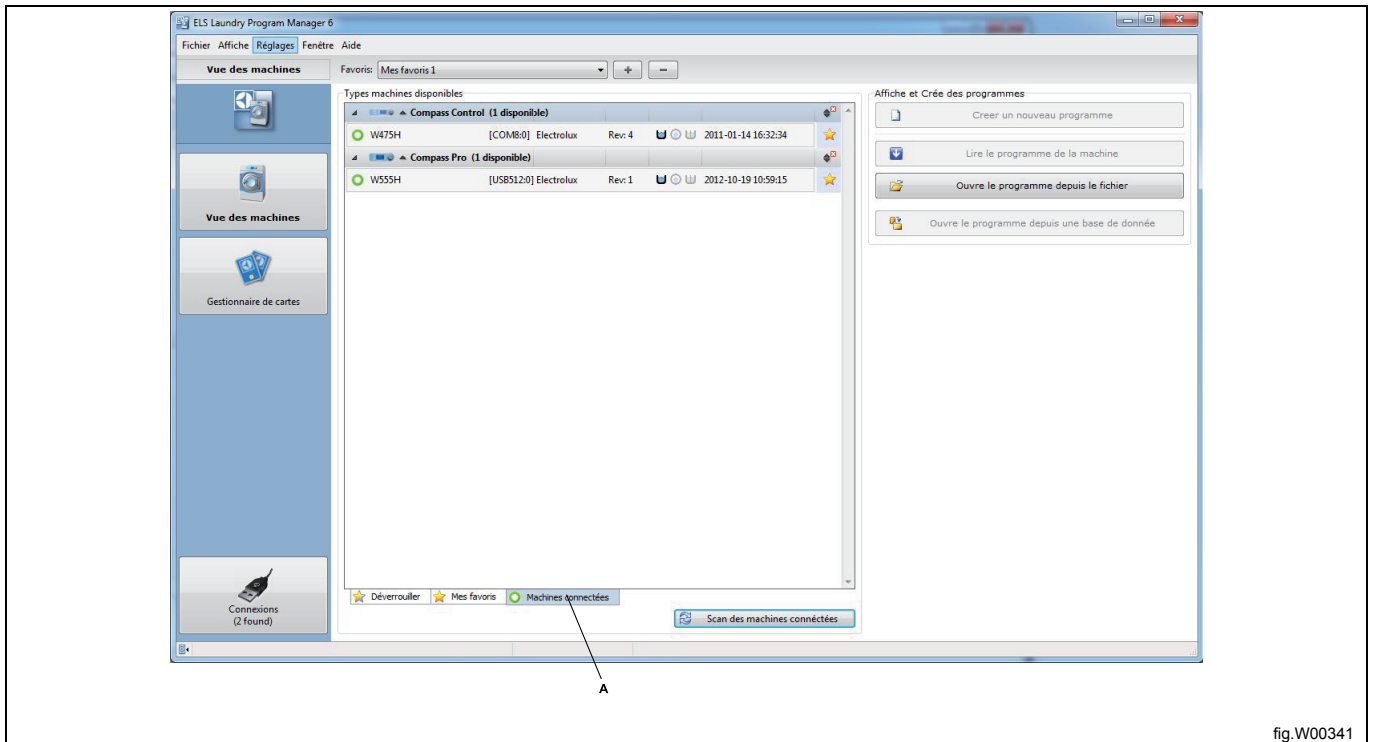 ELS Laundry Program Manager 6
Fichier Affiche Réglages Fenêtre Aide
Vue des machines
Favoris: Mes favoris 1
+ −
Types machines disponibles
Affiche et Crée des programmes
Compass Control (1 disponible)
W475H [COM8:0] Electrolux Rev: 4 2011-01-14 16:32:34
Compass Pro (1 disponible)
W555H [USB512:0] Electrolux Rev: 1 2012-10-19 10:59:15
Creer un nouveau programme
Lire le programme de la machine
Ouvre le programme depuis le fichier
Ouvre le programme depuis une base de donnée
Vue des machines
Gestionnaire de cartes
Connexions
(2 found)
Déverrouiller Mes favoris Machines connectées
Scan des machines connéctées
A
fig.W00341